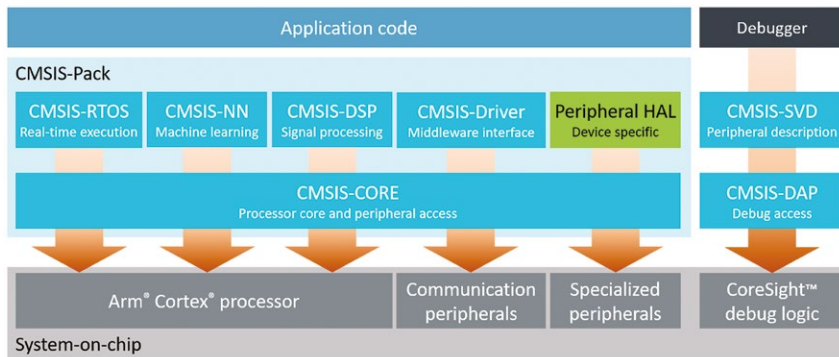 Application code
Debugger
CMSIS-Pack
CMSIS-RTOS
Real-time execution
CMSIS-NN
Machine learning
CMSIS-DSP
Signal processing
CMSIS-Driver
Middleware interface
Peripheral HAL
Device specific
CMSIS-SVD
Peripheral description
CMSIS-CORE
Processor core and peripheral access
CMSIS-DAP
Debug access
Arm® Cortex® processor
Communication
peripherals
Specialized
peripherals
CoreSight™
debug logic
System-on-chip